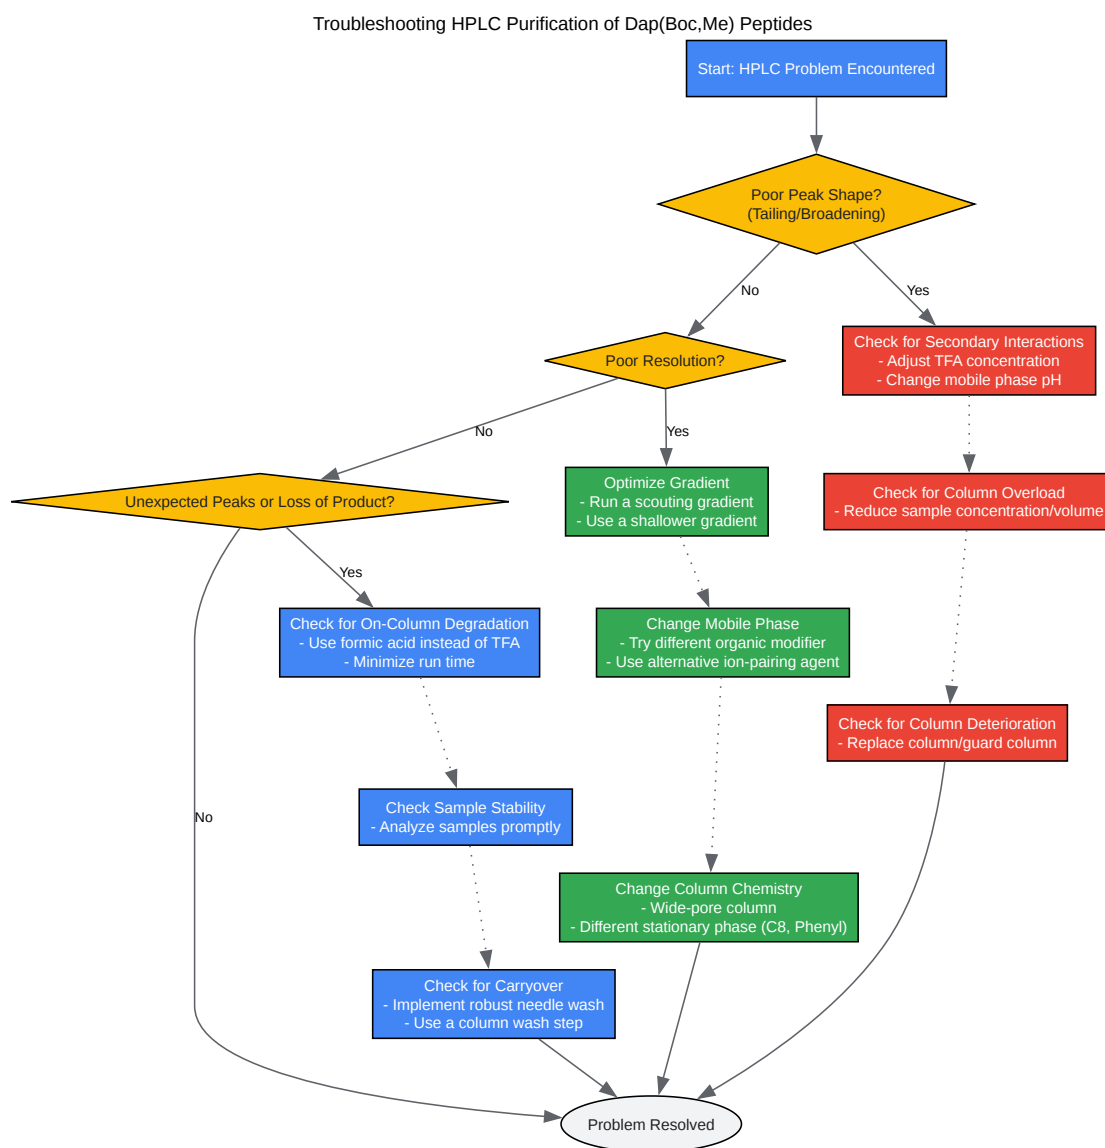 Troubleshooting HPLC Purification of Dap(Boc,Me) Peptides
Start: HPLC Problem Encountered
Poor Peak Shape?
(Tailing/Broadening)
No
Yes
Poor Resolution?
Check for Secondary Interactions
- Adjust TFA concentration
- Change mobile phase pH
No
Yes
Unexpected Peaks or Loss of Product?
Optimize Gradient
- Run a scouting gradient
- Use a shallower gradient
Check for Column Overload
- Reduce sample concentration/volume
Yes
Check for On-Column Degradation
- Use formic acid instead of TFA
- Minimize run time
Change Mobile Phase
- Try different organic modifier
- Use alternative ion-pairing agent
Check for Column Deterioration
- Replace column/guard column
No
Check Sample Stability
- Analyze samples promptly
Change Column Chemistry
- Wide-pore column
- Different stationary phase (C8, Phenyl)
Check for Carryover
- Implement robust needle wash
- Use a column wash step
Problem Resolved